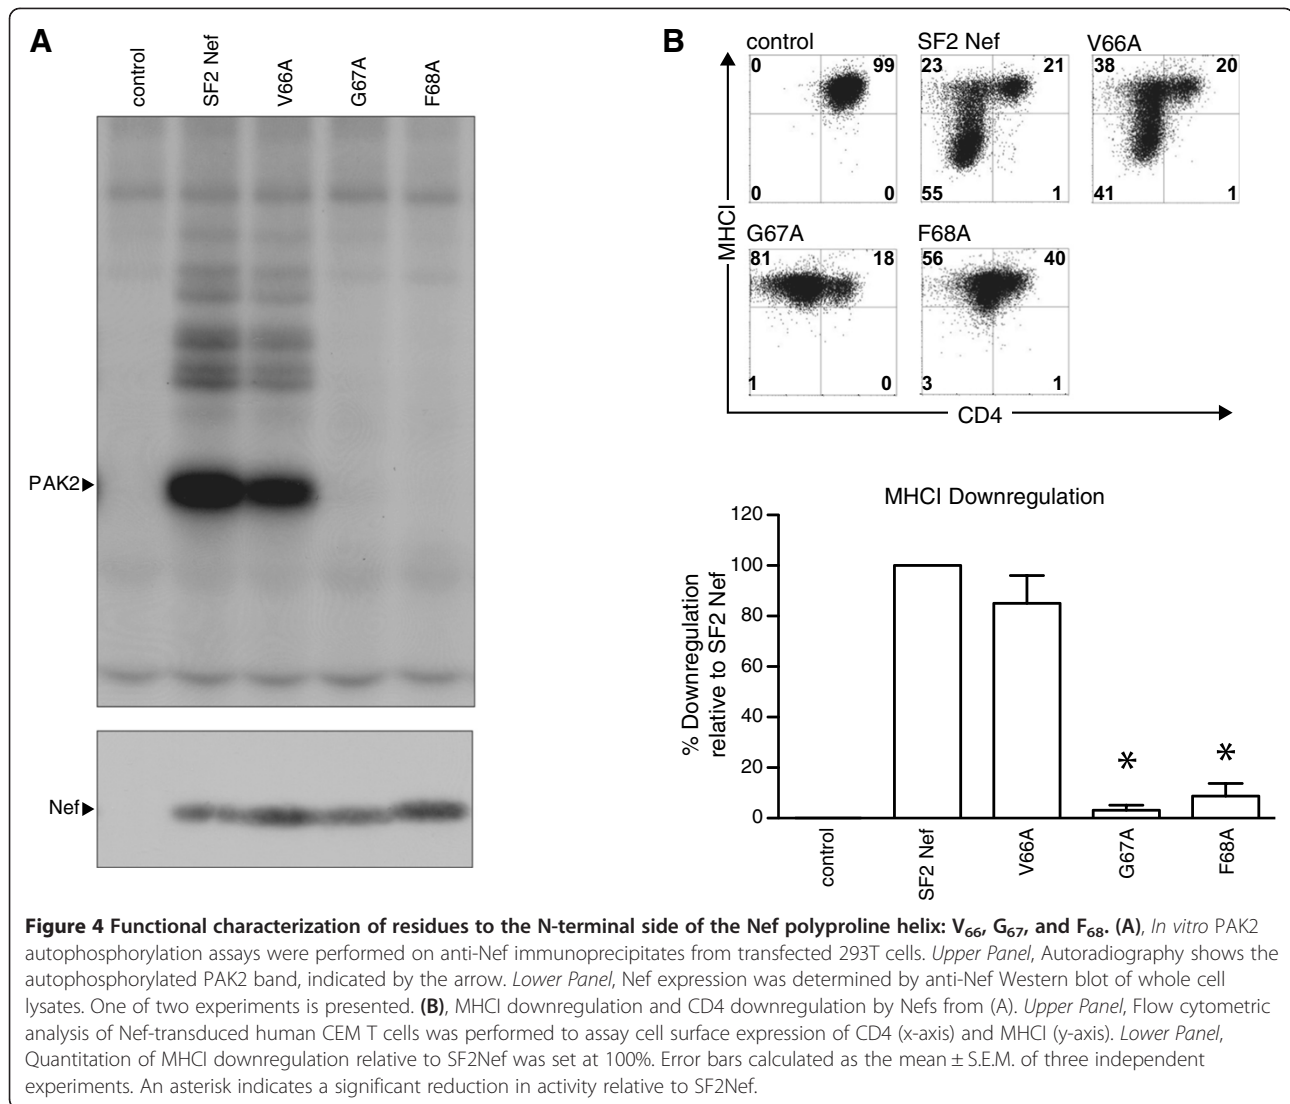 A
control
SF2 Nef
V66A
G67A
F68A
PAK2
Nef
B
control
0 99
0 0
SF2 Nef
23 21
55 1
V66A
38 20
41 1
G67A
81 18
1 0
F68A
56 40
3 1
MHCI
CD4
MHCI Downregulation
% Downregulation
relative to SF2 Nef
120
100
80
60
40
20
0
* *
control
SF2 Nef
V66A
G67A
F68A
Figure 4 Functional characterization of residues to the N-terminal side of the Nef polyproline helix: V66, G67, and F68. (A), In vitro PAK2
autophosphorylation assays were performed on anti-Nef immunoprecipitates from transfected 293T cells. Upper Panel, Autoradiography shows the
autophosphorylated PAK2 band, indicated by the arrow. Lower Panel, Nef expression was determined by anti-Nef Western blot of whole cell
lysates. One of two experiments is presented. (B), MHCI downregulation and CD4 downregulation by Nefs from (A). Upper Panel, Flow cytometric
analysis of Nef-transduced human CEM T cells was performed to assay cell surface expression of CD4 (x-axis) and MHCI (y-axis). Lower Panel,
Quantitation of MHCI downregulation relative to SF2Nef was set at 100%. Error bars calculated as the mean ± S.E.M. of three independent
experiments. An asterisk indicates a significant reduction in activity relative to SF2Nef.